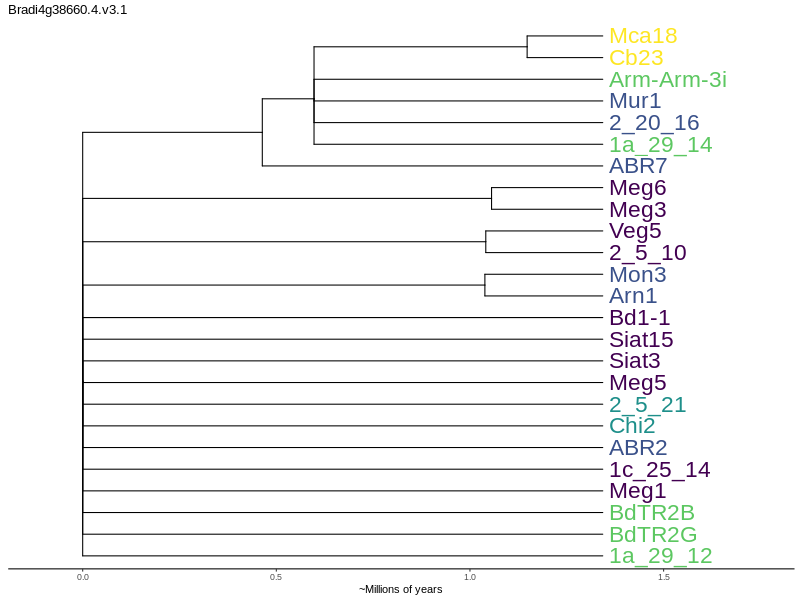 Bradi4g38660.4.v3.1
Mca18
Cb23
Arm-Arm-3i
Mur1
2_20_16
1a_29_14
ABR7
Meg6
Meg3
Veg5
2_5_10
Mon3
Arn1
Bd1-1
Siat15
Siat3
Meg5
2_5_21
Chi2
ABR2
1c_25_14
Meg1
BdTR2B
BdTR2G
1a_29_12
0.0 0.5 1.0 1.5
~Millions of years